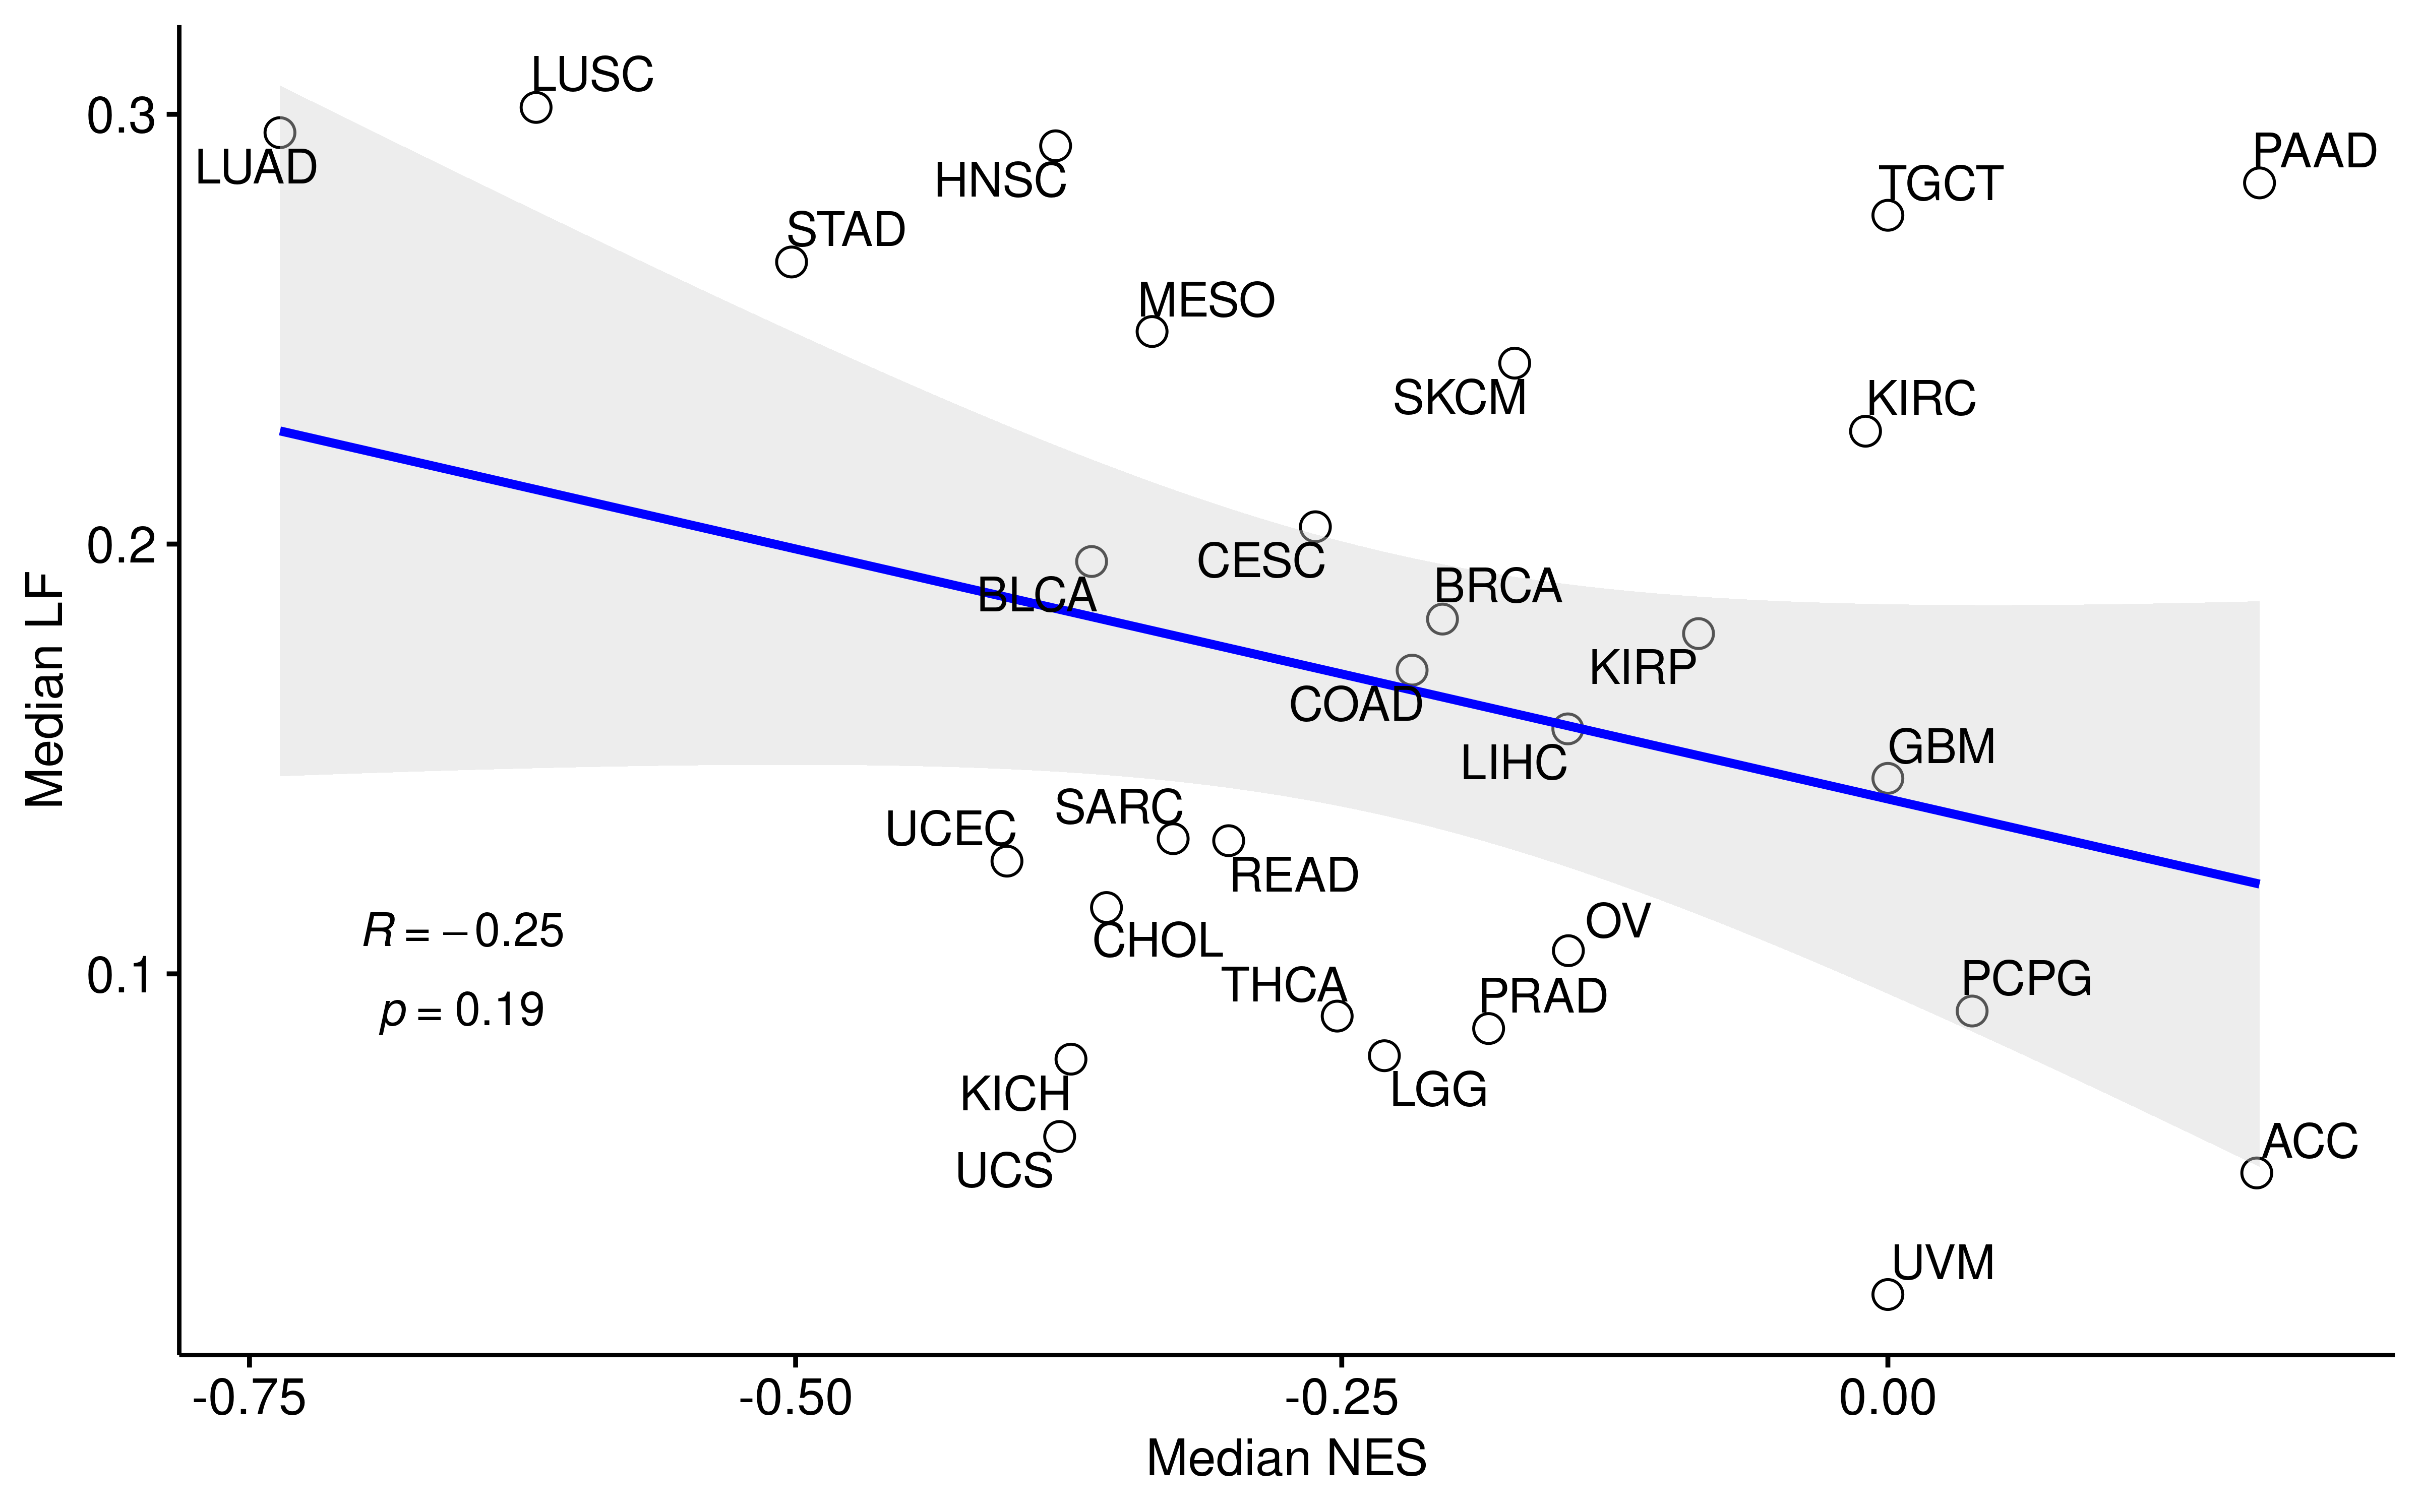 LUSC
0.3
LUAD
HNSC
PAAD
TGCT
STAD
MESO
SKCM
KIRC
0.2
CESC
BLCA
BRCA
KIRP
COAD
LIHC
GBM
SARC
UCEC
READ
R = −0.25
CHOL
OV
0.1
THCA
PRAD
PCPG
p = 0.19
KICH
LGG
UCS
ACC
UVM
-0.75
-0.50
-0.25
0.00
Median NES
Median LF